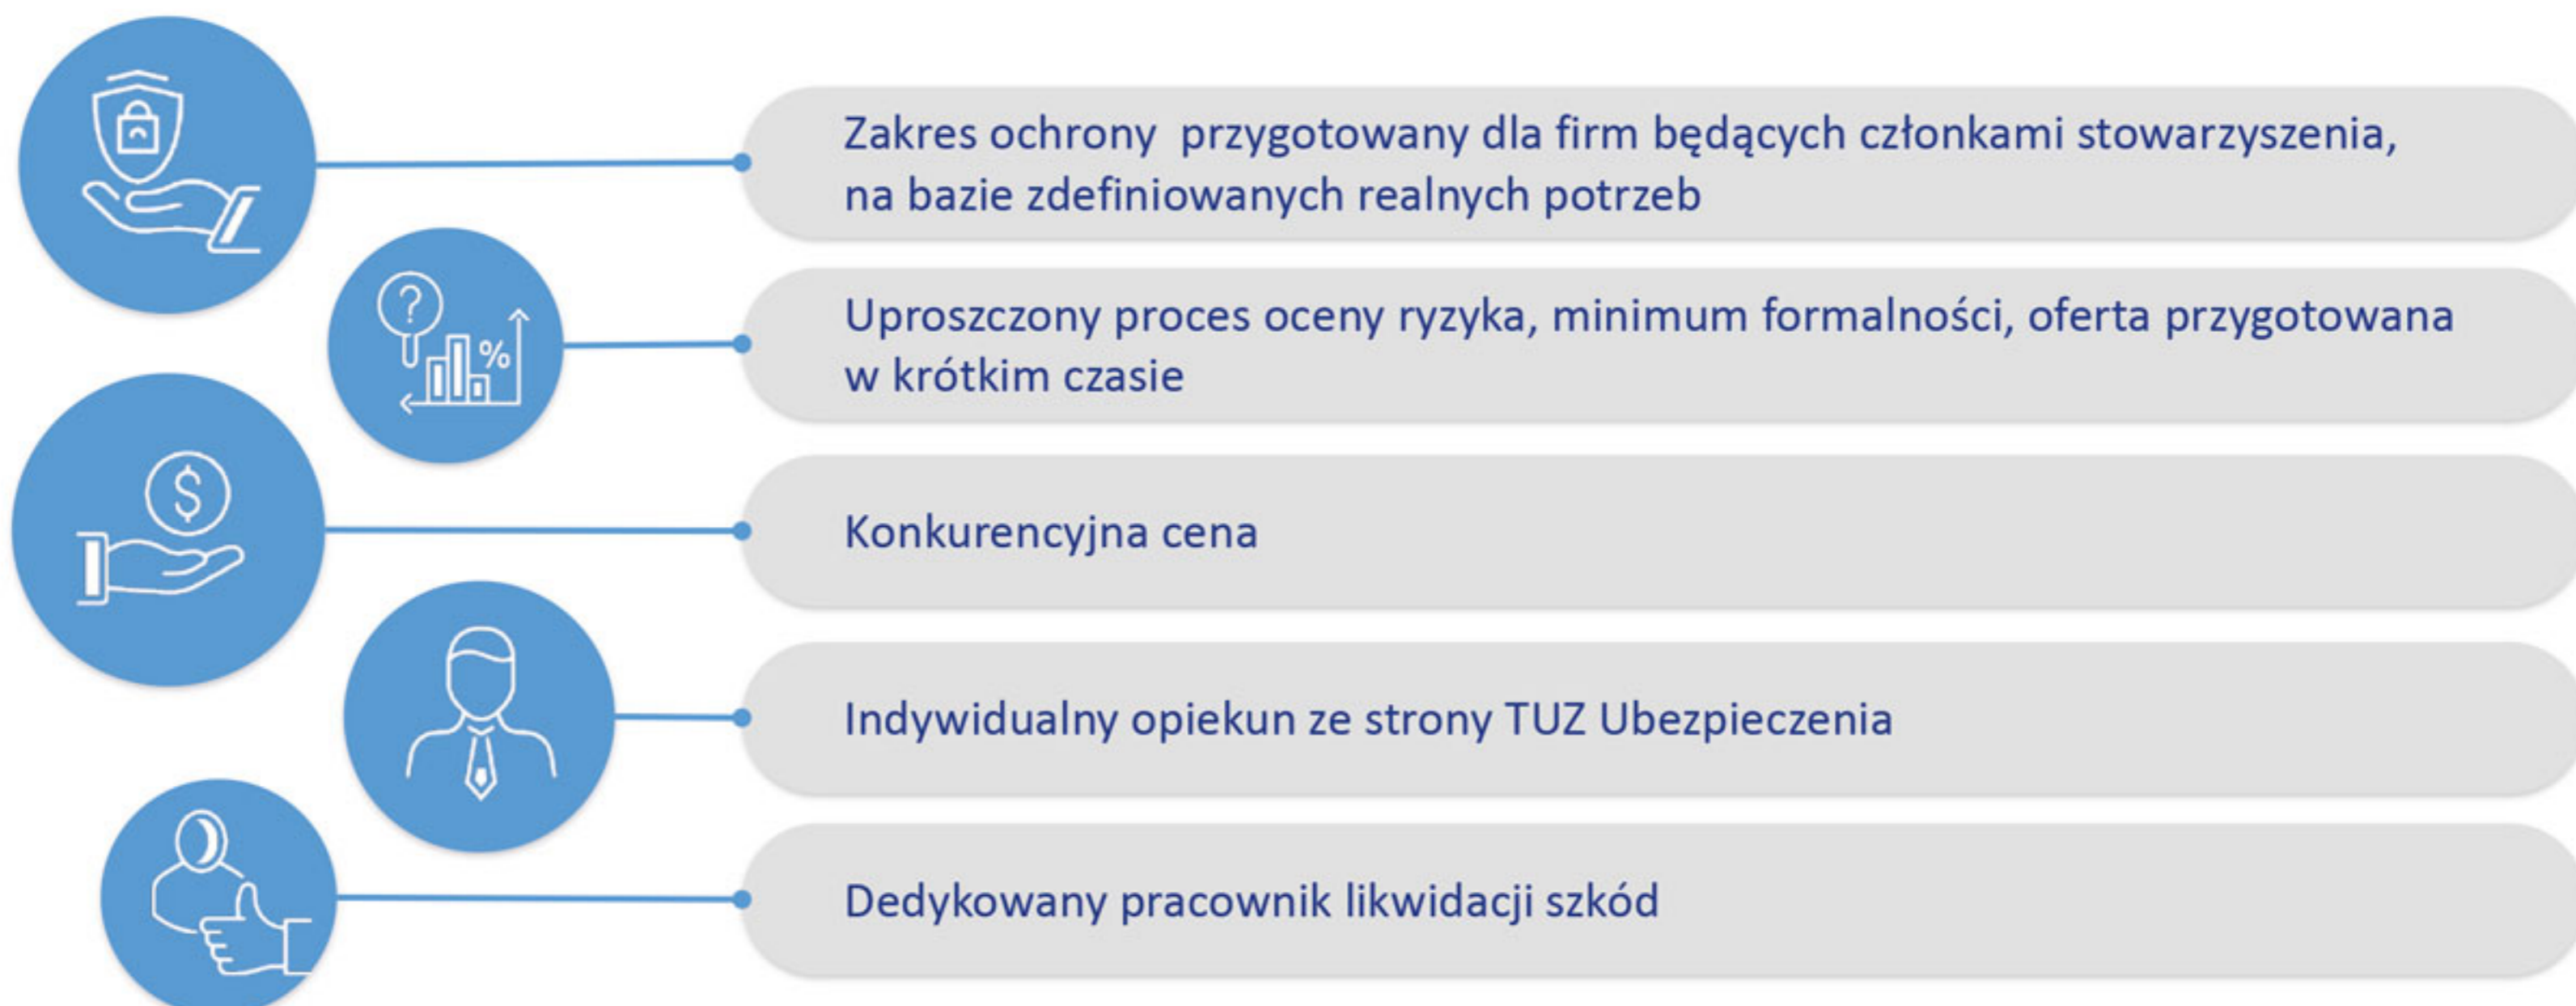 Zakres ochrony  przygotowany dla firm będących członkami stowarzyszenia,
na bazie zdefiniowanych realnych potrzeb
?
%
Uproszczony proces oceny ryzyka, minimum formalności, oferta przygotowana
w krótkim czasie
$
Konkurencyjna cena
Indywidualny opiekun ze strony TUZ Ubezpieczenia
Dedykowany pracownik likwidacji szkód